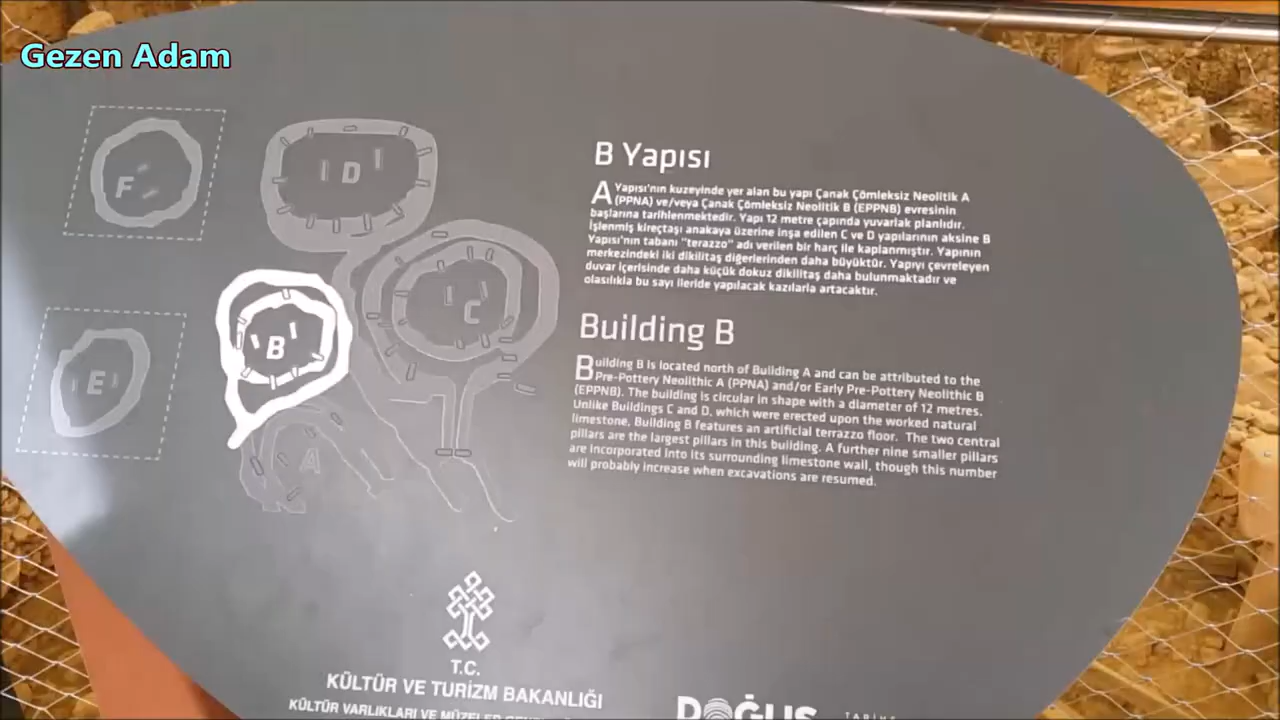 Gezen Adam
F
D
C
B
E
A
B Yapısı
A Yapısı'nın kuzeyinde yer alan bu yapı Çanak Çömleksiz Neolitik A
(PPNA) ve/veya Çanak Çömleksiz Neolitik B (EPPNB) evresinin
başlarına tarihlenmektedir. Yapı 12 metre çapında yuvarlak planlıdır.
İşlenmiş kireçtaşı anakaya üzerine inşa edilen C ve D yapılarının aksine B
Yapısı'nın tabanı "terazzo" adı verilen bir harç ile kaplanmıştır. Yapının
merkezindeki iki dikilitaş diğerlerinden daha büyüktür. Yapıyı çevreleyen
duvar içerisinde daha küçük dokuz dikilitaş daha bulunmaktadır ve
olasılıkla bu sayı ileride yapılacak kazılarla artacaktır.
Building B
Building B is located north of Building A and can be attributed to the
Pre-Pottery Neolithic A (PPNA) and/or Early Pre-Pottery Neolithic B
(EPPNB). The building is circular in shape with a diameter of 12 metres.
Unlike Buildings C and D, which were erected upon the worked natural
limestone, Building B features an artificial terrazzo floor. The two central
pillars are the largest pillars in this building. A further nine smaller pillars
are incorporated into its surrounding limestone wall, though this number
will probably increase when excavations are resumed.
T.C.
KÜLTÜR VE TURİZM BAKANLIĞI
KÜLTÜR VARLIKLARI VE MÜZELER
DOĞUŞ